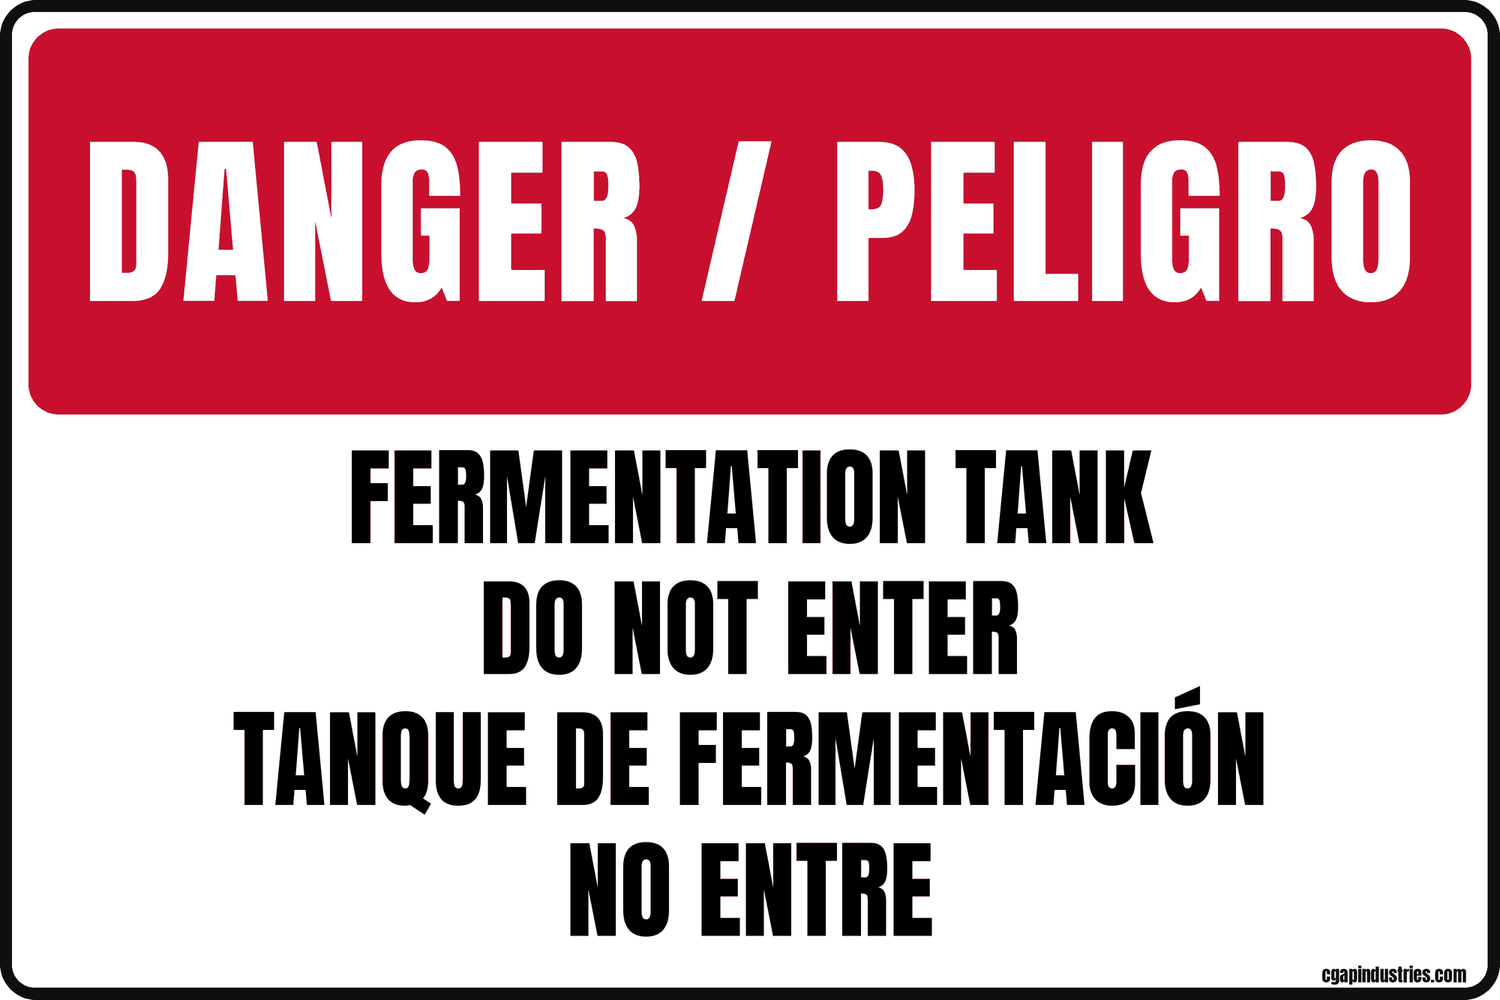 DANGER / PELIGRO
FERMENTATION TANK
DO NOT ENTER
TANQUE DE FERMENTACIÓN
NO ENTRE
cgapindustries.com